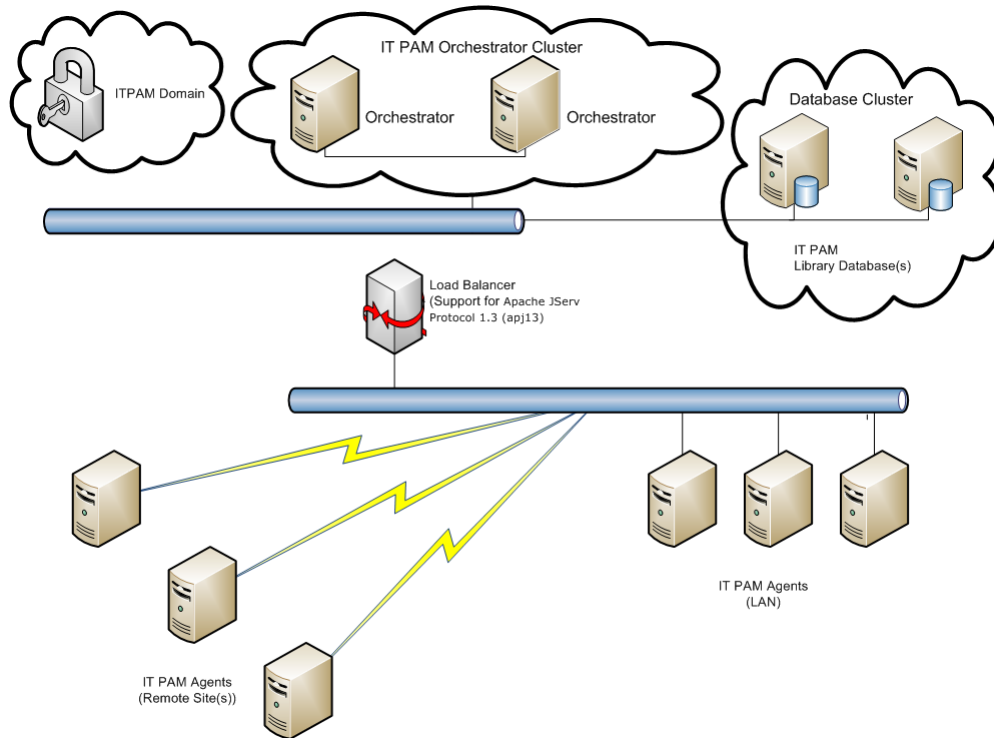 ITPAM Domain
IT PAM Orchestrator Cluster
Orchestrator
Orchestrator
Database Cluster
IT PAM
Library Database(s)
Load Balancer
(Support for Apache JServ
Protocol 1.3 (apj13)
IT PAM Agents
(LAN)
IT PAM Agents
(Remote Site(s))